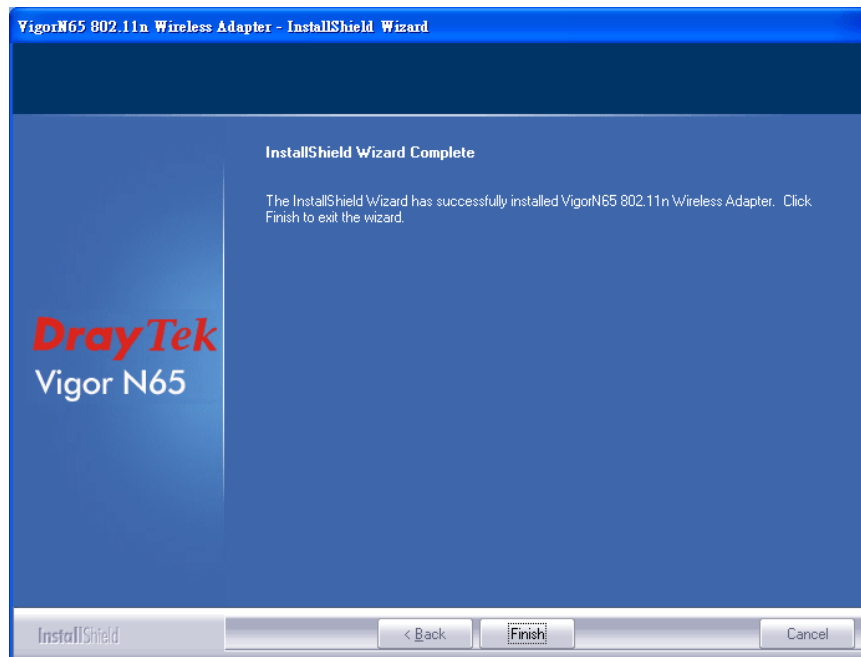 VigorN65 802.11n Wireless Adapter - InstallShield Wizard
InstallShield Wizard Complete
The InstallShield Wizard has successfully installed VigorN65 802.11n Wireless Adapter. Click
Finish to exit the wizard.
DrayTek
Vigor N65
InstallShield
< Back
Finish
Cancel